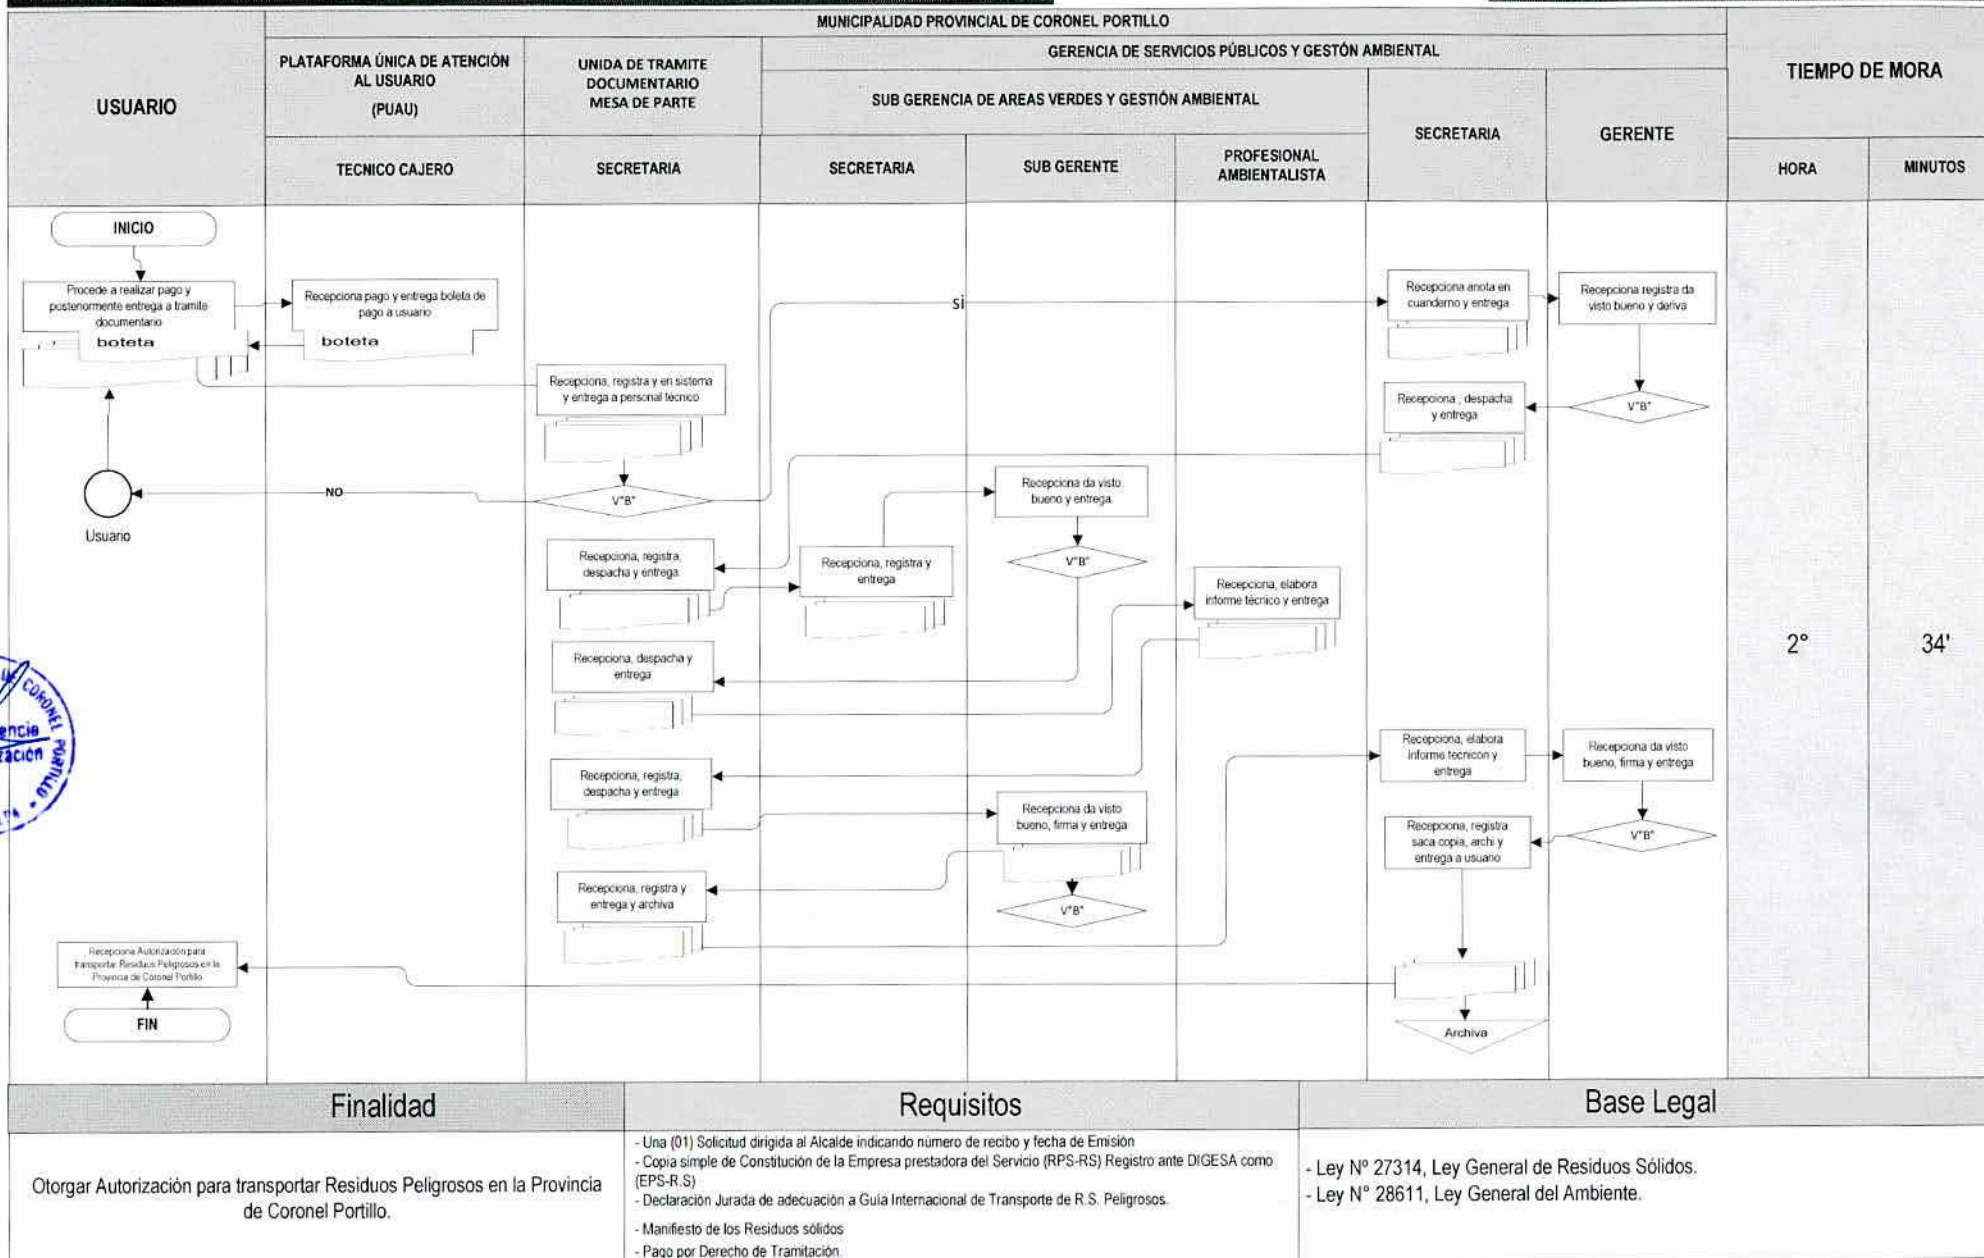 MUNICIPALIDAD PROVINCIAL DE CORONEL PORTILLO
USUARIO
PLATAFORMA ÚNICA DE ATENCIÓN
AL USUARIO
(PUAU)
UNIDA DE TRAMITE
DOCUMENTARIO
MESA DE PARTE
GERENCIA DE SERVICIOS PÚBLICOS Y GESTÓN AMBIENTAL
SUB GERENCIA DE AREAS VERDES Y GESTIÓN AMBIENTAL
SECRETARIA
GERENTE
TIEMPO DE MORA
TECNICO CAJERO
SECRETARIA
SECRETARIA
SUB GERENTE
PROFESIONAL
AMBIENTALISTA
HORA
MINUTOS
INICIO
Procede a realizar pago y
posteriormente entrega a tramite
documentario
boteta
Recepciona pago y entrega boleta de
pago a usuario
boteta
si
Recepciona anota en
cuanderno y entrega
Recepciona registra da
visto bueno y deriva
Recepciona, registra y en sistema
y entrega a personal técnico
Recepciona , despacha
y entrega
V°B°
NO
V°B°
Usuario
Recepciona da visto
bueno y entrega
V°B°
Recepciona, registra,
despacha y entrega
Recepciona, registra y
entrega
Recepciona, elabora
informe técnico y entrega
Recepciona, despacha y
entrega
2°
34'
CORONEL PORTILLO
Recepciona, registra,
despacha y entrega
Recepciona, elabora
informe tecnicon y
entrega
Recepciona da visto
bueno, firma y entrega
Recepciona da visto
bueno, firma y entrega
V°B°
Recepciona, registra
saca copia, archi y
entrega a usuario
V°B°
Recepciona, registra y
entrega y archiva
Recepciona Autorización para
transportar Residuos Peligrosos en la
Provincia de Coronel Portillo
FIN
Archiva
Finalidad
Requisitos
Base Legal
Otorgar Autorización para transportar Residuos Peligrosos en la Provincia
de Coronel Portillo.
- Una (01) Solicitud dirigida al Alcalde indicando número de recibo y fecha de Emisión
- Copia simple de Constitución de la Empresa prestadora del Servicio (RPS-RS) Registro ante DIGESA como
(EPS-R.S)
- Declaración Jurada de adecuación a Guía Internacional de Transporte de R.S. Peligrosos.
- Manifiesto de los Residuos sólidos
- Pago por Derecho de Tramitación.
- Ley Nº 27314, Ley General de Residuos Sólidos.
- Ley N° 28611, Ley General del Ambiente.